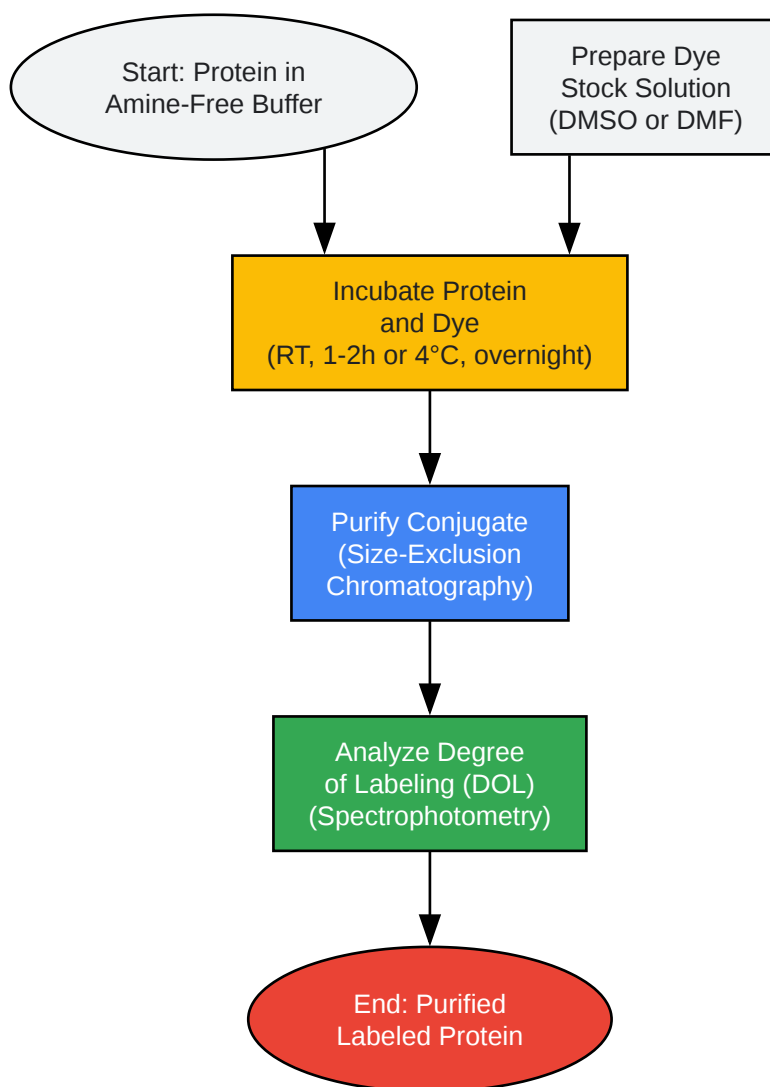 Start: Protein in
Amine-Free Buffer
Prepare Dye
Stock Solution
(DMSO or DMF)
Incubate Protein
and Dye
(RT, 1-2h or 4°C, overnight)
Purify Conjugate
(Size-Exclusion
Chromatography)
Analyze Degree
of Labeling (DOL)
(Spectrophotometry)
End: Purified
Labeled Protein